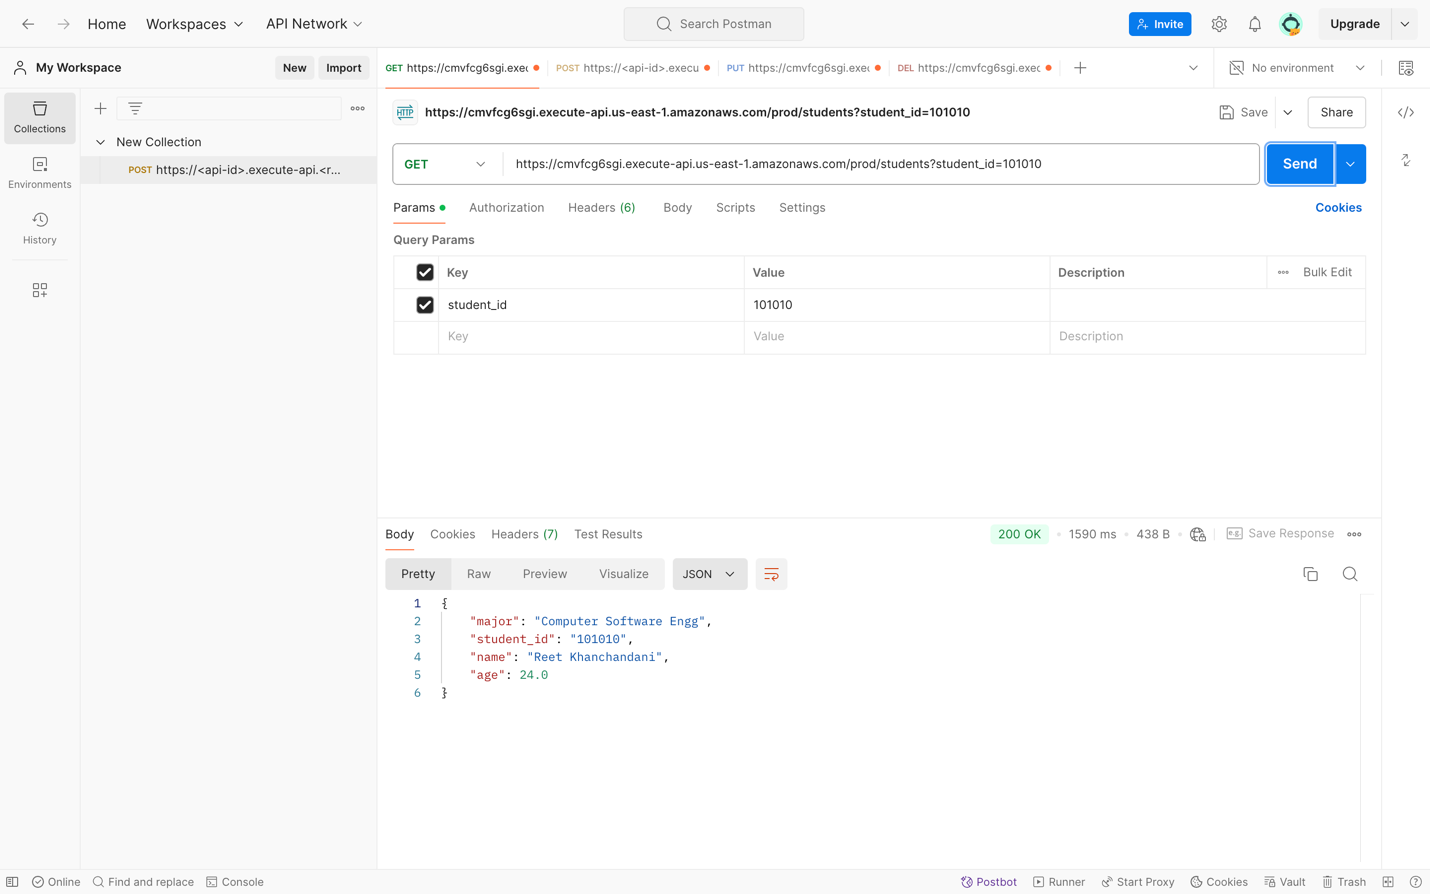 Home Workspaces API Network Search Postman Invite Upgrade
My Workspace New Import GET https://cmvfcg6sgi.exec POST https://<api-id>.execu PUT https://cmvfcg6sgi.exec DEL https://cmvfcg6sgi.exec No environment
Collections
Environments
History
New Collection
POST https://<api-id>.execute-api.<r...
HTTP https://cmvfcg6sgi.execute-api.us-east-1.amazonaws.com/prod/students?student_id=101010 Save Share
GET https://cmvfcg6sgi.execute-api.us-east-1.amazonaws.com/prod/students?student_id=101010 Send
Params Authorization Headers (6) Body Scripts Settings Cookies
Query Params
Key Value Description Bulk Edit
student_id 101010
Key Value Description
Body Cookies Headers (7) Test Results 200 OK 1590 ms 438 B e.g. Save Response
Pretty Raw Preview Visualize JSON
1 {
2 "major": "Computer Software Engg",
3 "student_id": "101010",
4 "name": "Reet Khanchandani",
5 "age": 24.0
6 }
Online Find and replace Console Postbot Runner Start Proxy Cookies Vault Trash